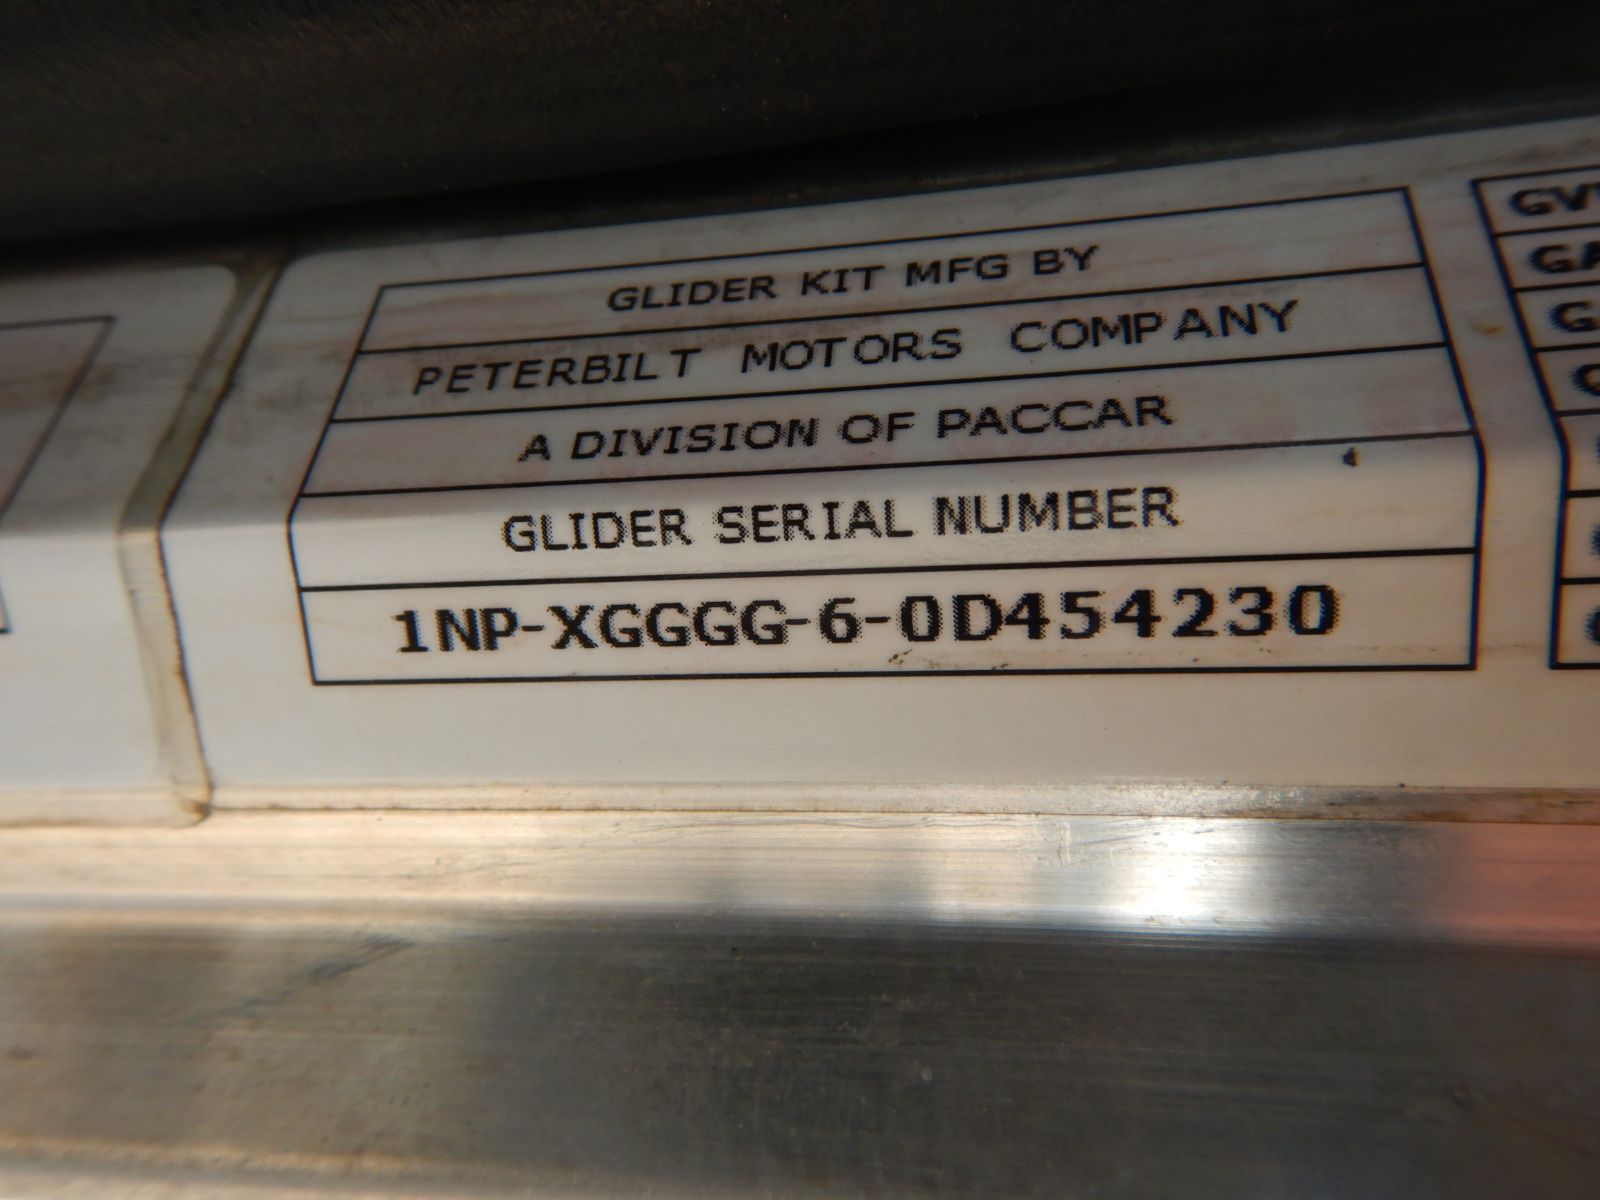 GLIDER KIT MFG BY
PETERBILT MOTORS COMPANY
A DIVISION OF PACCAR
GLIDER SERIAL NUMBER
1NP-XGGGG-6-0D454230